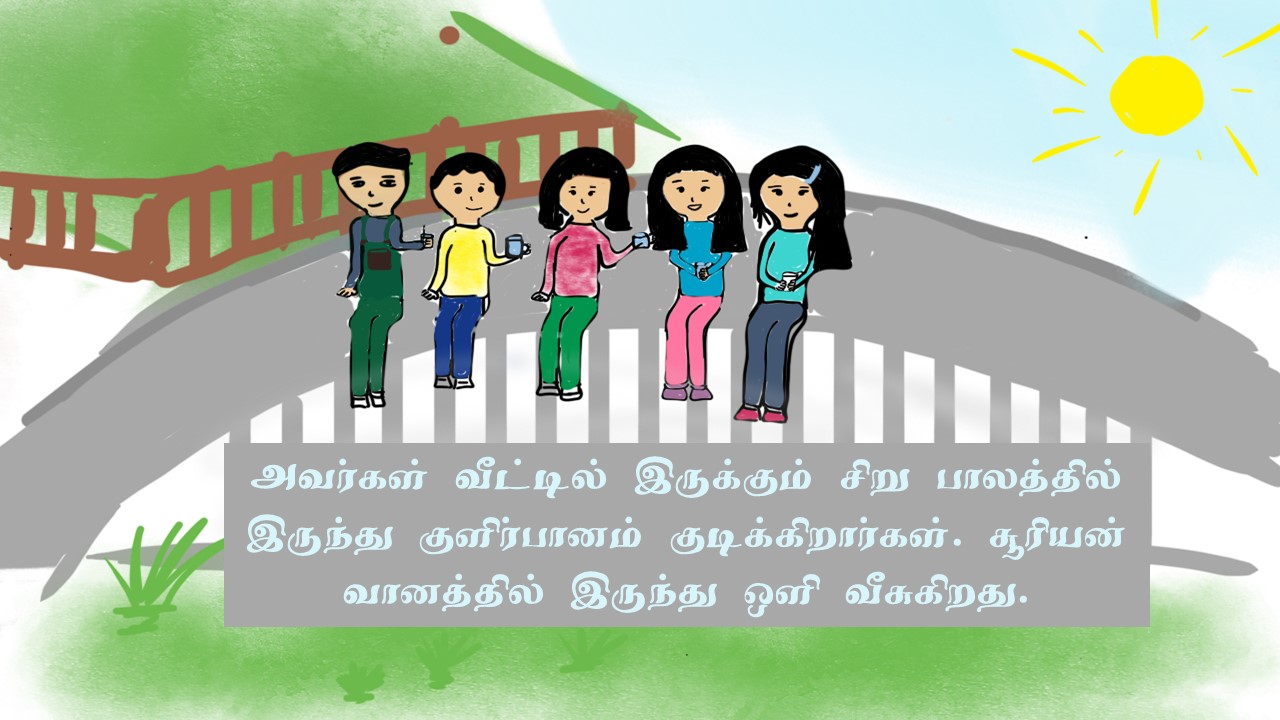 அவர்கள் வீட்டில் இருக்கும் சிறு பாலத்தில்
இருந்து குளிர்பானம் குடிக்கிறார்கள். சூரியன்
வானத்தில் இருந்து ஒளி வீசுகிறது.